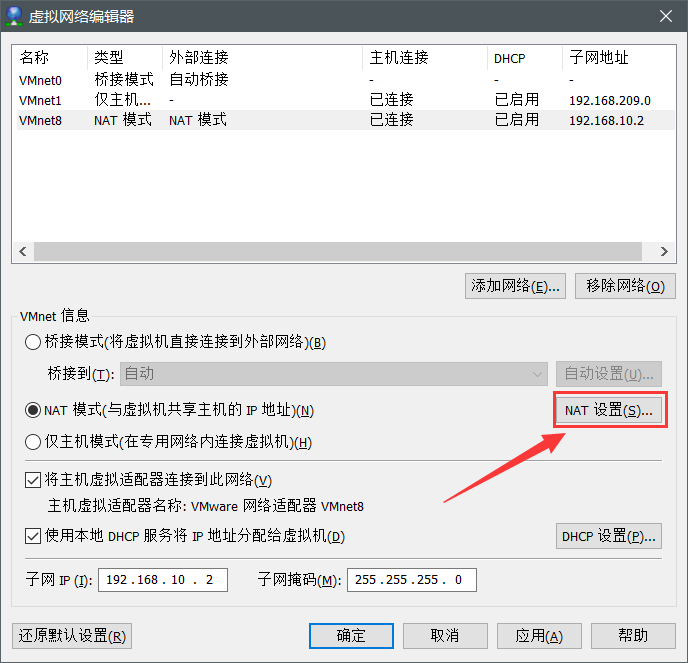 虚拟网络编辑器
名称 类型 外部连接 主机连接 DHCP 子网地址
VMnet0 桥接模式 自动桥接 - - -
VMnet1 仅主机... - 已连接 已启用 192.168.209.0
VMnet8 NAT 模式 NAT 模式 已连接 已启用 192.168.10.2
添加网络(E)... 移除网络(O)
VMnet 信息
桥接模式(将虚拟机直接连接到外部网络)(B)
桥接到(T): 自动 自动设置(U)...
NAT 模式(与虚拟机共享主机的 IP 地址)(N) NAT 设置(S)...
仅主机模式(在专用网络内连接虚拟机)(H)
将主机虚拟适配器连接到此网络(V)
主机虚拟适配器名称: VMware 网络适配器 VMnet8
使用本地 DHCP 服务将 IP 地址分配给虚拟机(D) DHCP 设置(P)...
子网 IP (I): 192 . 168 . 10 . 2 子网掩码(M): 255 . 255 . 255 . 0
还原默认设置(R) 确定 取消 应用(A) 帮助